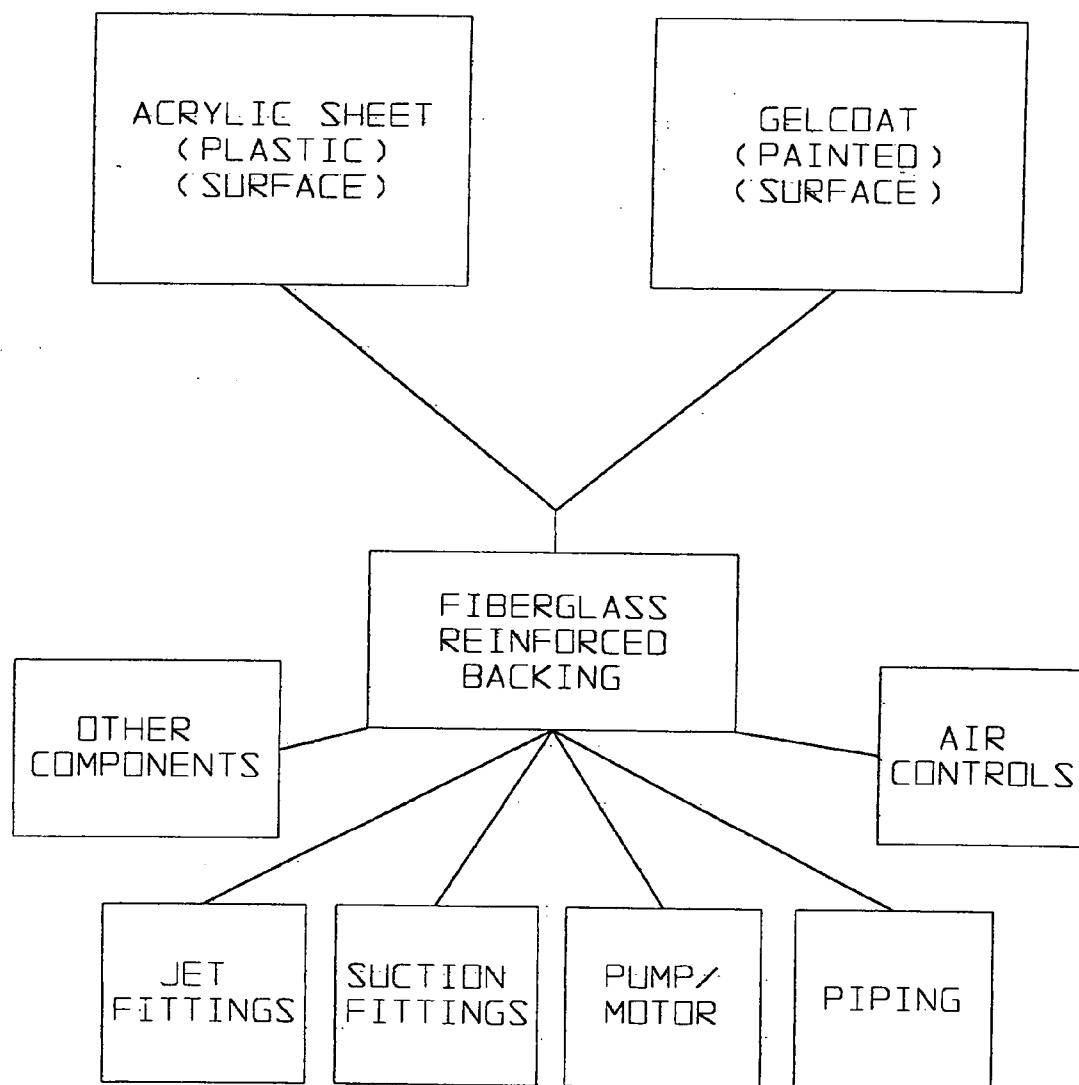 ACRYLIC SHEET
(PLASTIC)
(SURFACE)
GELCOAT
(PAINTED)
(SURFACE)
FIBERGLASS
REINFORCED
BACKING
OTHER
COMPONENTS
AIR
CONTROLS
JET
FITTINGS
SUCTION
FITTINGS
PUMP/
MOTOR
PIPING